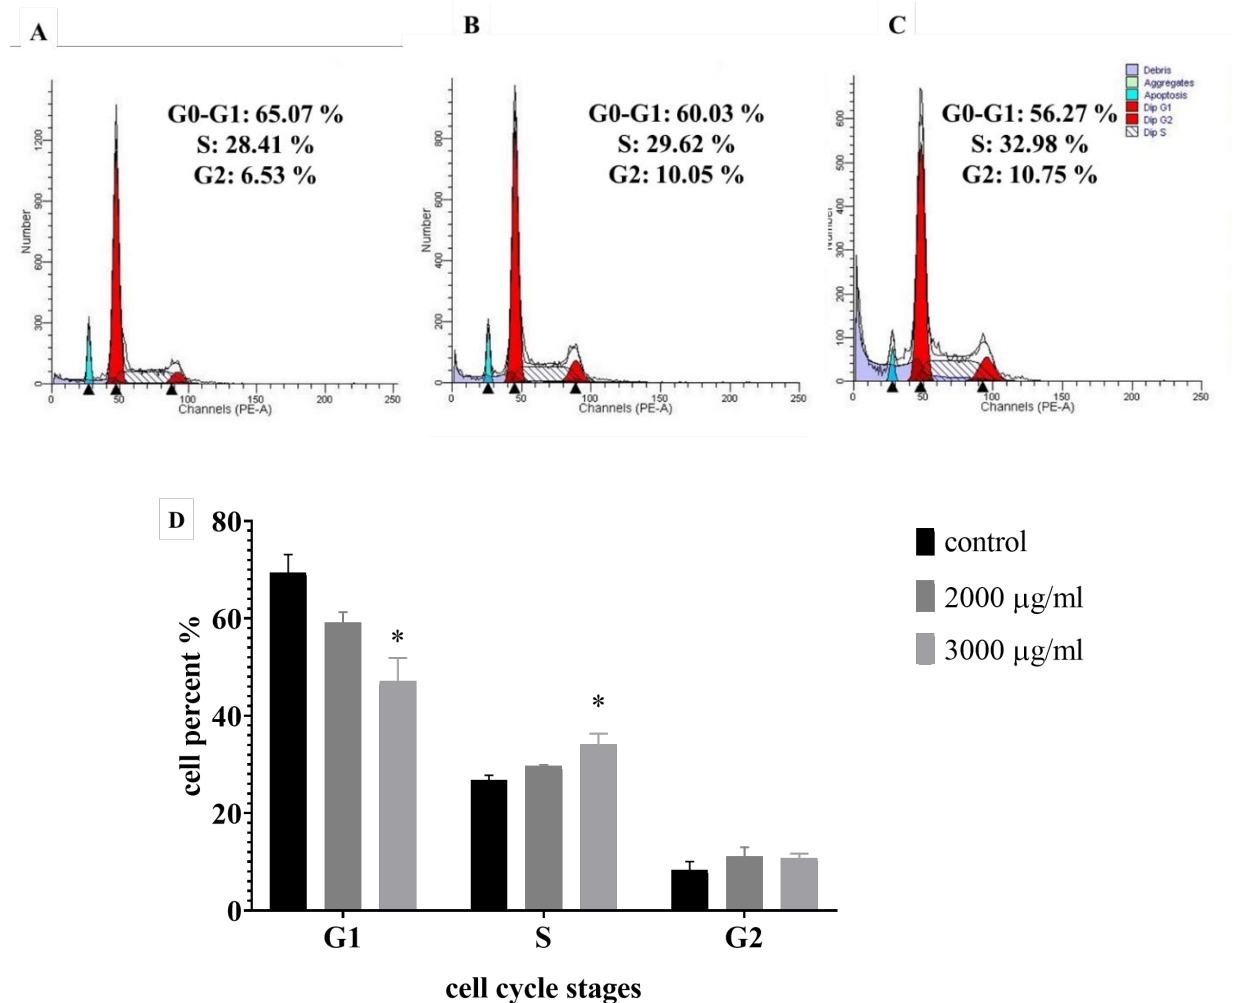 A
G0-G1: 65.07 %
S: 28.41 %
G2: 6.53 %
Number
1200
900
600
300
0
0
50
100
150
200
250
Channels (PE-A)
B
G0-G1: 60.03 %
S: 29.62 %
G2: 10.05 %
Number
800
600
400
200
0
0
50
100
150
200
250
Channels (PE-A)
C
G0-G1: 56.27 %
S: 32.98 %
G2: 10.75 %
Debris
Aggregates
Apoptosis
Dip G1
Dip G2
Dip S
Number
600
500
400
300
200
100
0
0
50
100
150
200
250
Channels (PE-A)
D
cell percent %
80
60
40
20
0
*
*
G1
S
G2
cell cycle stages
control
2000 µg/ml
3000 µg/ml